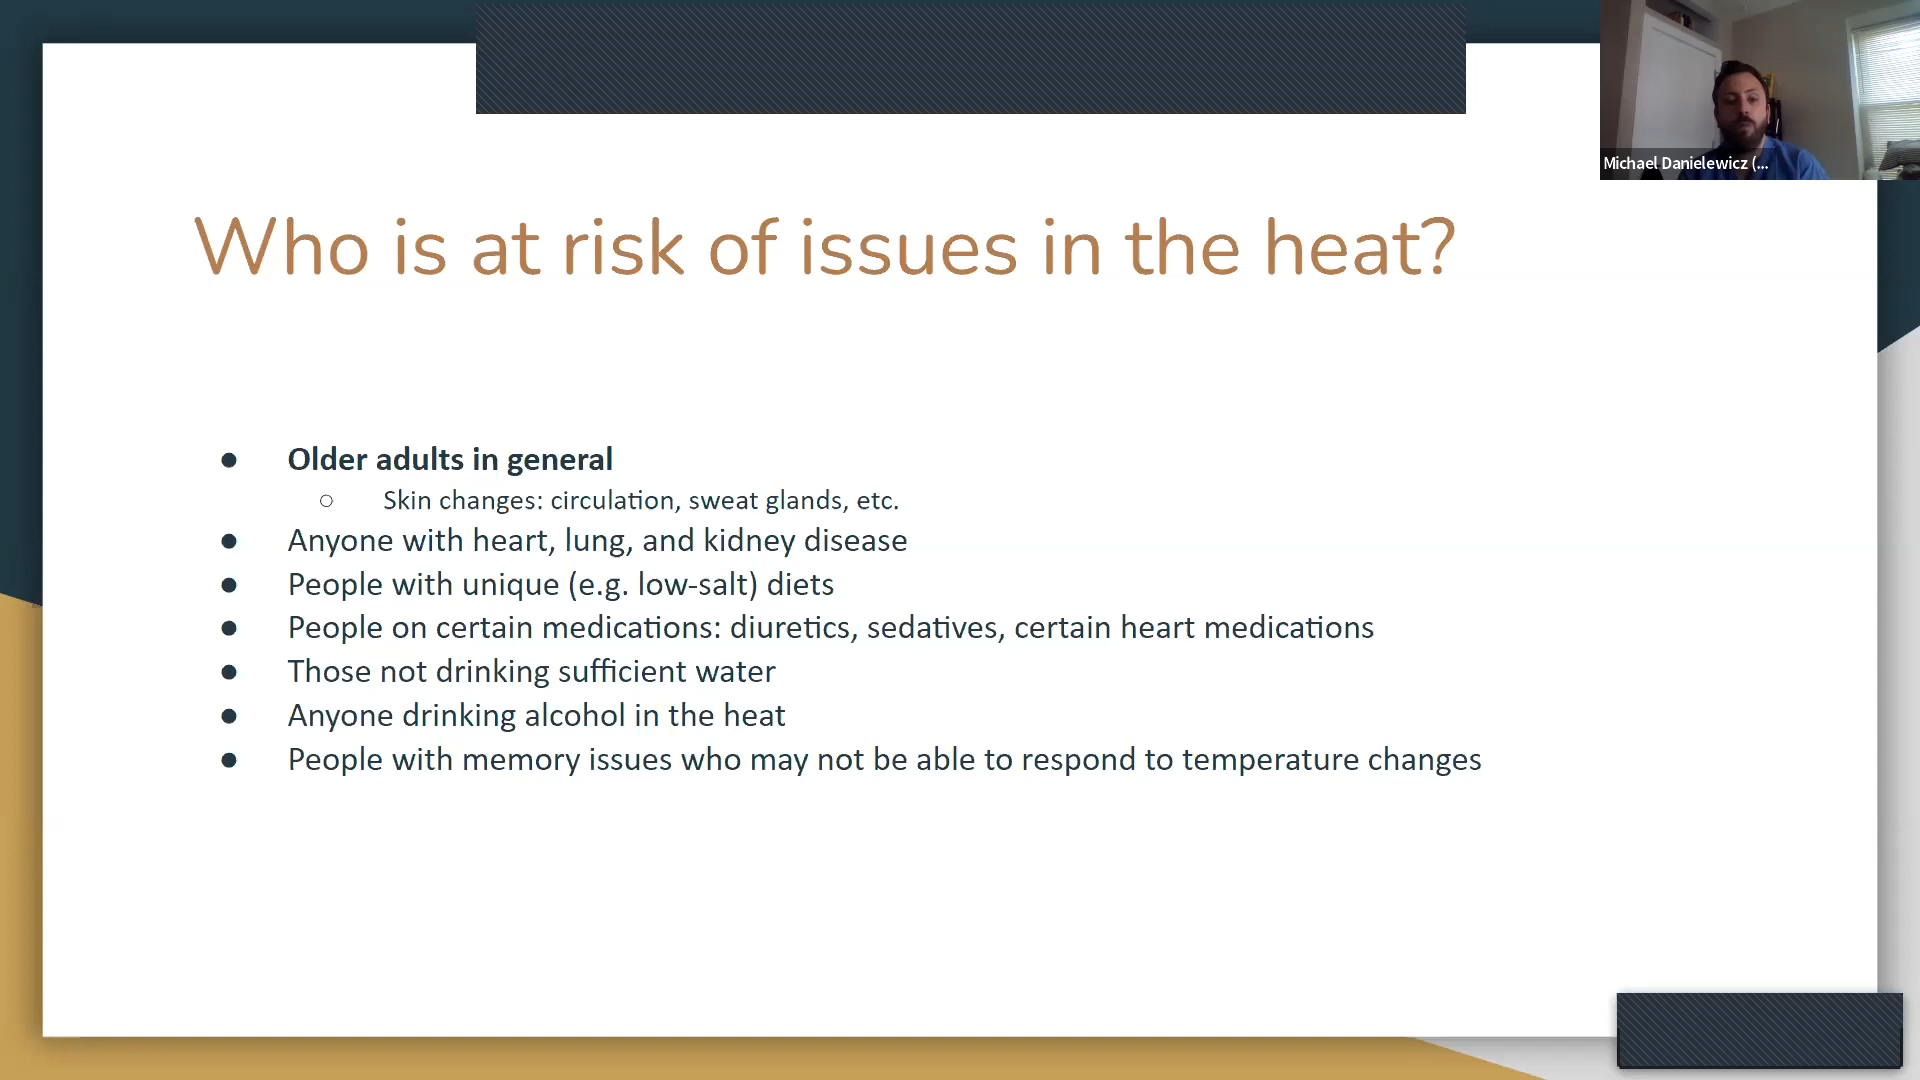 Michael Danielewicz (...
Who is at risk of issues in the heat?
● Older adults in general
○ Skin changes: circulation, sweat glands, etc.
● Anyone with heart, lung, and kidney disease
● People with unique (e.g. low-salt) diets
● People on certain medications: diuretics, sedatives, certain heart medications
● Those not drinking sufficient water
● Anyone drinking alcohol in the heat
● People with memory issues who may not be able to respond to temperature changes